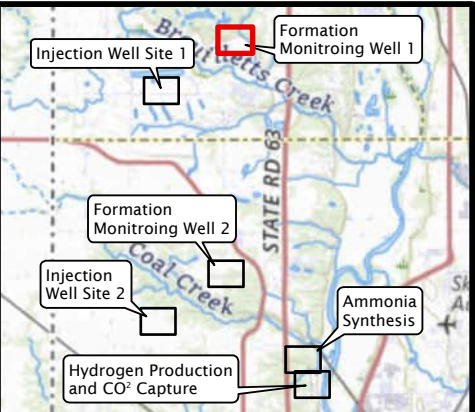 Formation
Monitroing Well 1
Injection Well Site 1
Brouilletts Creek
STATE RD 63
Formation
Monitroing Well 2
Coal Creek
Injection
Well Site 2
Ammonia
Synthesis
Hydrogen Production
and CO² Capture